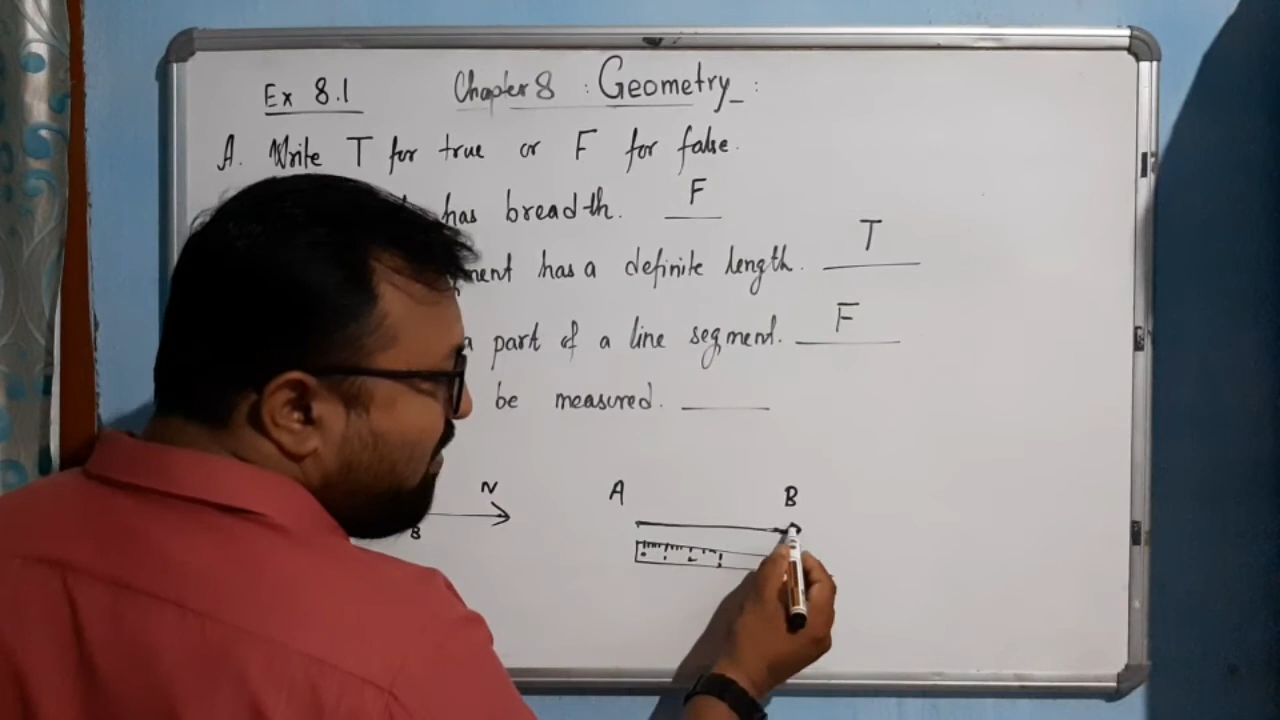 Ex 8.1 Chapter 8 : Geometry :
A. Write T for true or F for false.
has breadth. F
ment has a definite length. T
a part of a line segment. F
be measured.
N A B
B